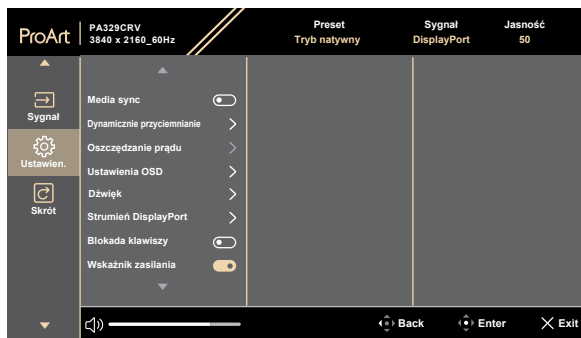 ProArt
PA329CRV
3840 x 2160_60Hz
Preset
Tryb natywny
Sygnał
DisplayPort
Jasność
50
Sygnał
Ustawien.
Skrót
Media sync
Dynamicznie przyciemnianie
Oszczędzanie prądu
Ustawienia OSD
Dźwięk
Strumień DisplayPort
Blokada klawiszy
Wskaźnik zasilania
Back
Enter
Exit